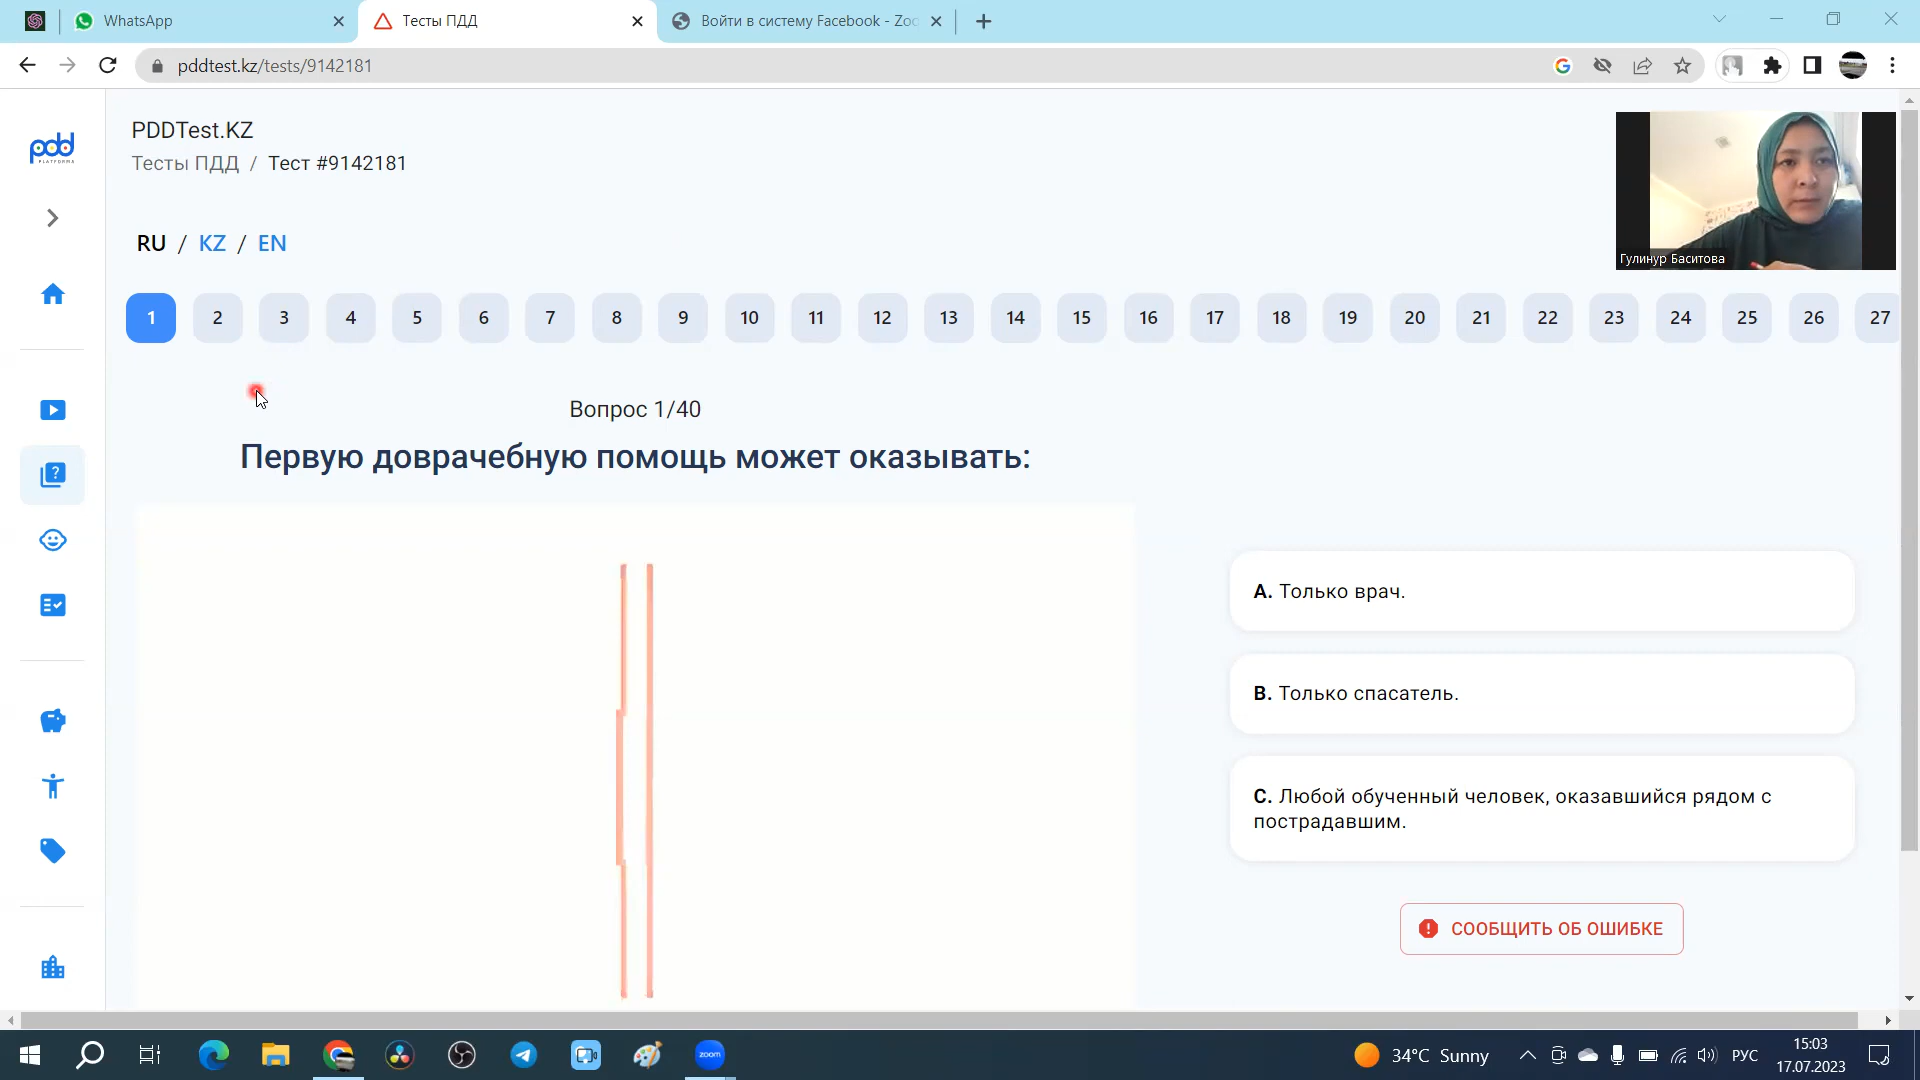 WhatsApp
Тесты ПДД
Войти в систему Facebook - Zoo
pddtest.kz/tests/9142181
pdd
PLATFORMA
PDDTest.KZ
Тесты ПДД / Тест #9142181
Гулинур Баситова
RU / KZ / EN
1 2 3 4 5 6 7 8 9 10 11 12 13 14 15 16 17 18 19 20 21 22 23 24 25 26 27
Вопрос 1/40
Первую доврачебную помощь может оказывать:
A. Только врач.
B. Только спасатель.
C. Любой обученный человек, оказавшийся рядом с
пострадавшим.
СООБЩИТЬ ОБ ОШИБКЕ
zoom
34°C Sunny
РУС
15:03
17.07.2023